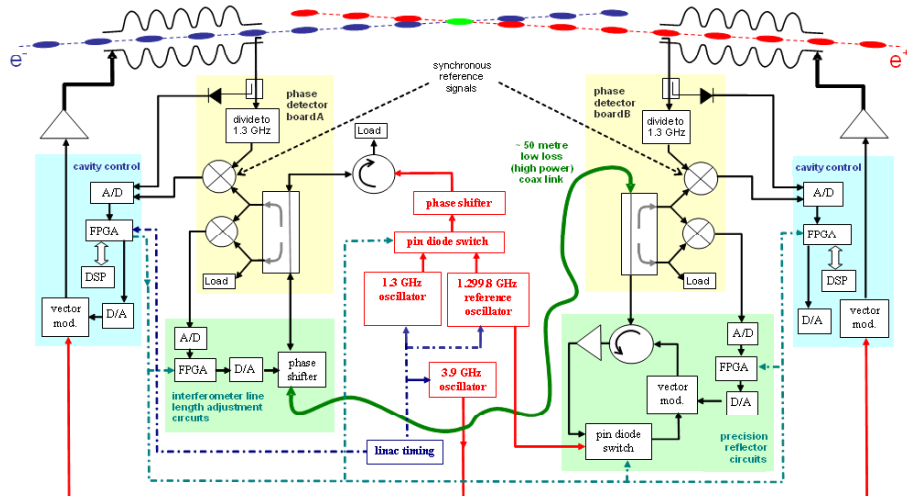 e-
e+
synchronous
reference
signals
phase
detector
board A
divide to
1.3 GHz
phase
detector
board B
divide to
1.3 GHz
Load
~ 50 metre
low loss
(high power)
coax link
cavity control
A/D
FPGA
DSP
D/A
vector
mod.
Load
phase shifter
pin diode switch
1.3 GHz
oscillator
1.2998 GHz
reference
oscillator
3.9 GHz
oscillator
linac timing
A/D
FPGA
D/A
phase
shifter
interferometer line
length adjustment
circuits
Load
cavity control
A/D
FPGA
DSP
D/A
vector
mod.
A/D
FPGA
D/A
vector
mod.
pin diode
switch
precision
reflector
circuits